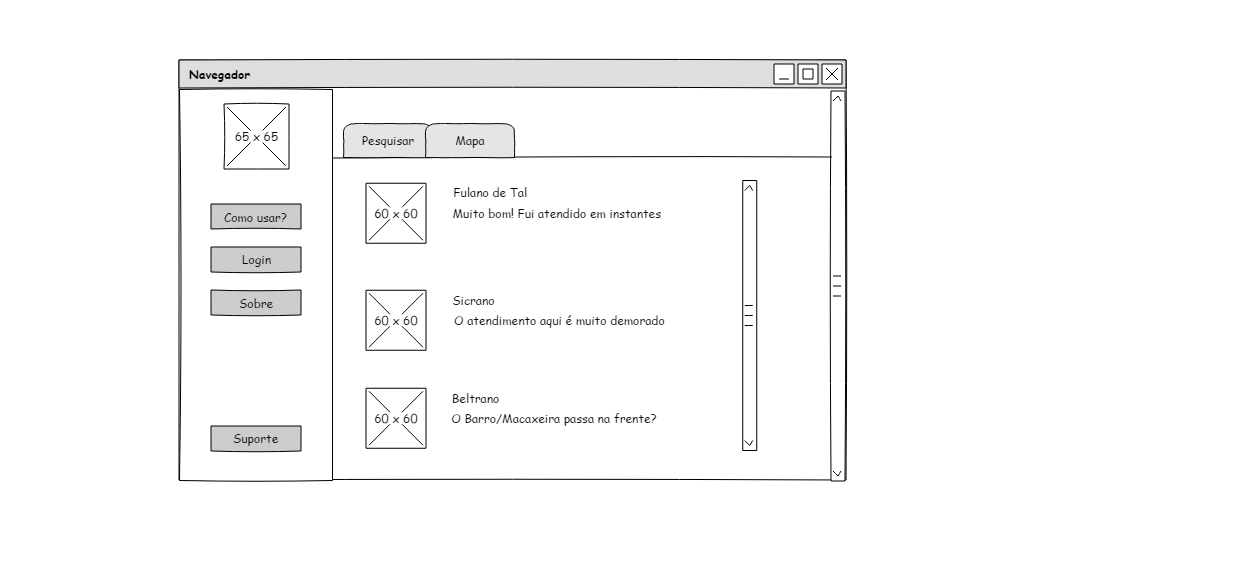 Navegador
65 x 65
Como usar?
Login
Sobre
Suporte
Pesquisar
Mapa
60 x 60
Fulano de Tal
Muito bom! Fui atendido em instantes
60 x 60
Sicrano
O atendimento aqui é muito demorado
60 x 60
Beltrano
O Barro/Macaxeira passa na frente?